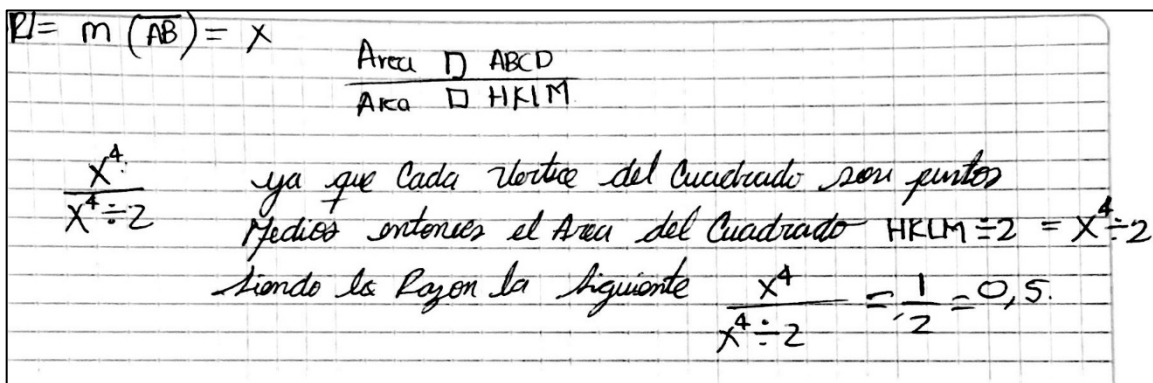 R/= m (AB) = X
Area □ ABCD
Area □ HKLM
X⁴ ya que Cada Vertice del Cuadrado son puntos
X⁴÷2 Medios entonces el Area del Cuadrado HKLM÷2 = X⁴÷2
Siendo la Razon la siguiente X⁴ / X⁴÷2 = 1/2 = 0,5.